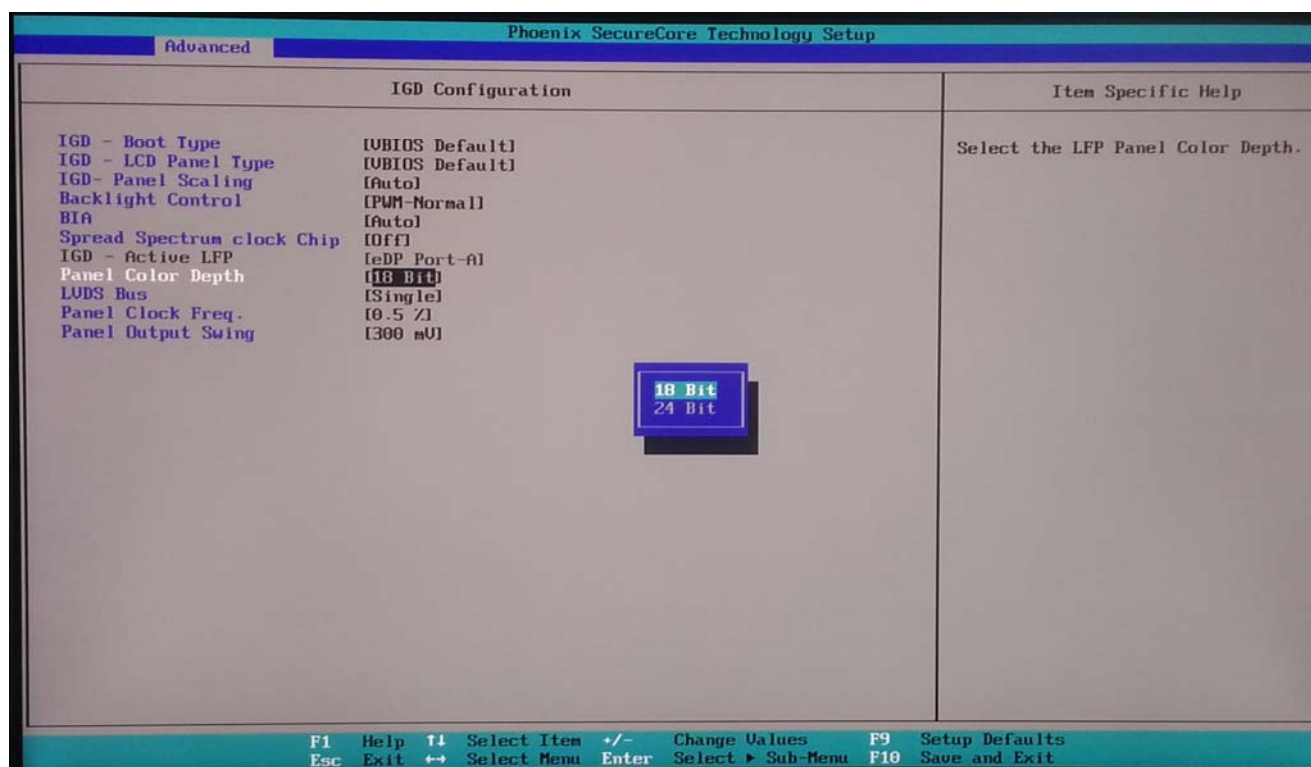 Phoenix SecureCore Technology Setup
Advanced
IGD Configuration
Item Specific Help
IGD - Boot Type [VBIOS Default]
IGD - LCD Panel Type [VBIOS Default]
IGD- Panel Scaling [Auto]
Backlight Control [PWM-Normal]
BIA [Auto]
Spread Spectrum clock Chip [Off]
IGD - Active LFP [eDP Port-A]
Panel Color Depth [18 Bit]
LVDS Bus [Single]
Panel Clock Freq. [0.5 %]
Panel Output Swing [300 mV]
Select the LFP Panel Color Depth.
18 Bit
24 Bit
F1 Help ↑↓ Select Item +/- Change Values F9 Setup Defaults
Esc Exit ↔ Select Menu Enter Select ► Sub-Menu F10 Save and Exit